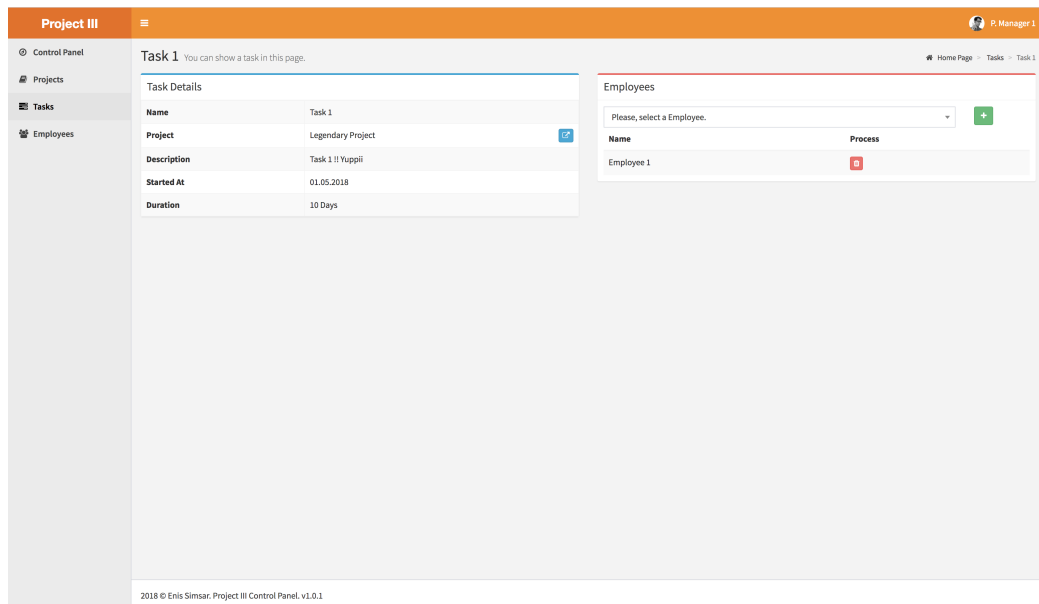 Project III
P. Manager 1
Control Panel
Projects
Tasks
Employees
Task 1 You can show a task in this page.
Home Page > Tasks > Task 1
Task Details
Name Task 1
Project Legendary Project
Description Task 1 !! Yuppii
Started At 01.05.2018
Duration 10 Days
Employees
Please, select a Employee.
Name Process
Employee 1
2018 © Enis Simsar. Project III Control Panel. v1.0.1